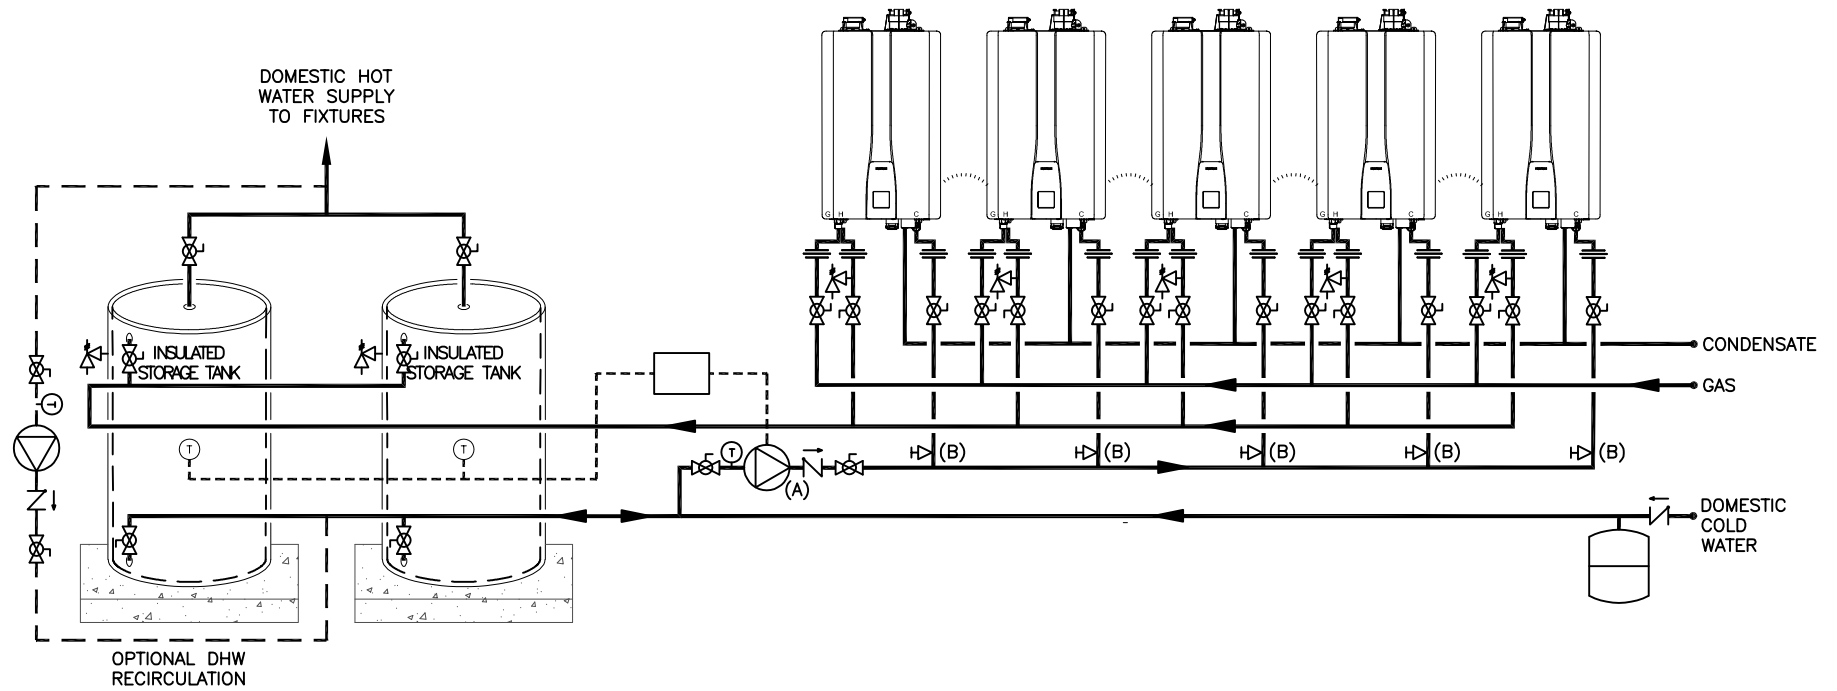 DOMESTIC HOT
WATER SUPPLY
TO FIXTURES
G H C
G H C
G H C
G H C
G H C
INSULATED
STORAGE TANK
INSULATED
STORAGE TANK
CONDENSATE
GAS
T
T
T
T
(A)
(B)
(B)
(B)
(B)
(B)
DOMESTIC
COLD
WATER
OPTIONAL DHW
RECIRCULATION